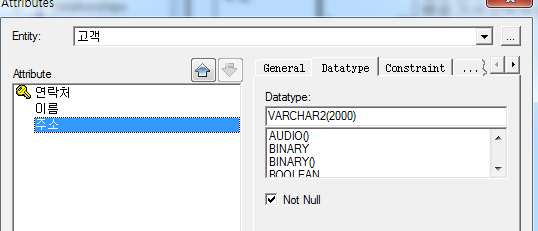 Attributes
Entity:
고객
...
Attribute
연락처
이름
주소
General
Datatype
Constraint
...
Datatype:
VARCHAR2(2000)
AUDIO()
BINARY
BINARY()
BOOLEAN
Not Null